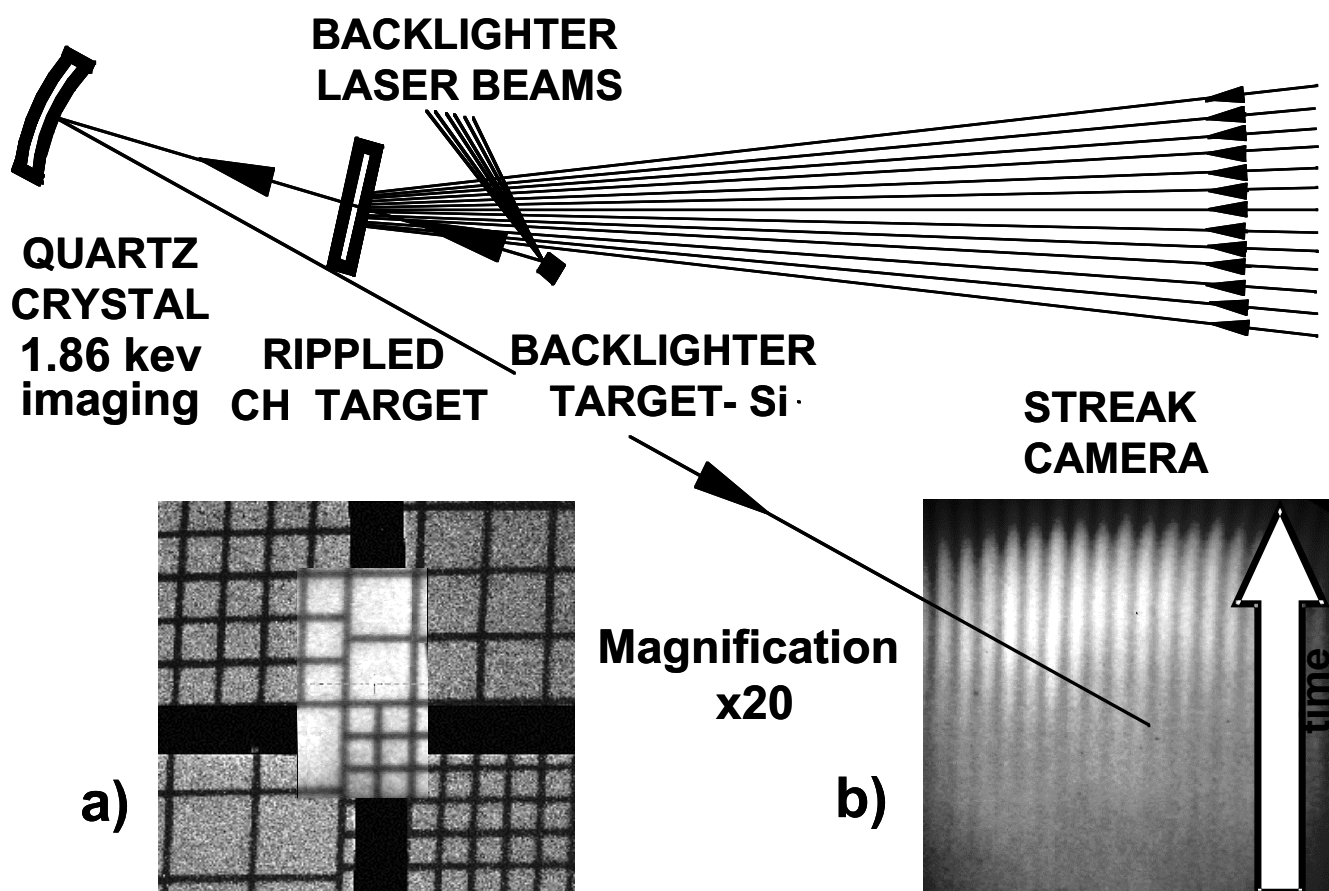 BACKLIGHTER
LASER BEAMS
QUARTZ
CRYSTAL
1.86 kev
imaging
RIPPLED
CH TARGET
BACKLIGHTER
TARGET- Si
STREAK
CAMERA
Magnification
x20
a)
b)
time